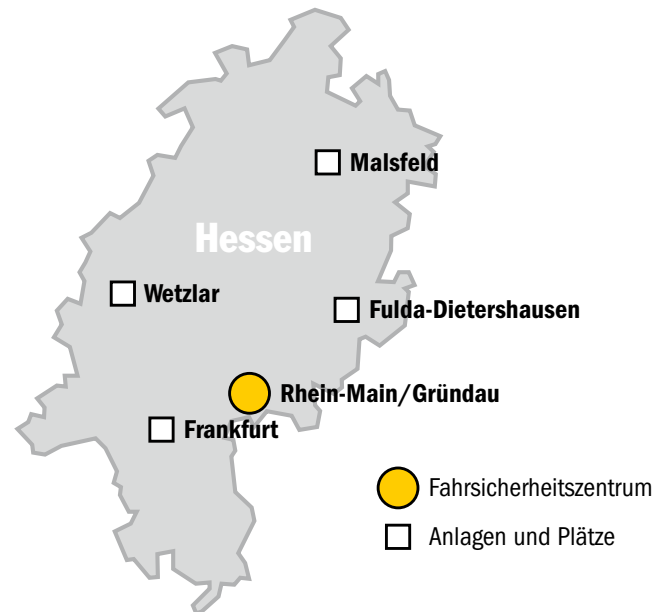 Malsfeld
Hessen
Wetzlar
Fulda-Dietershausen
Rhein-Main/Gründau
Frankfurt
Fahrsicherheitszentrum
Anlagen und Plätze